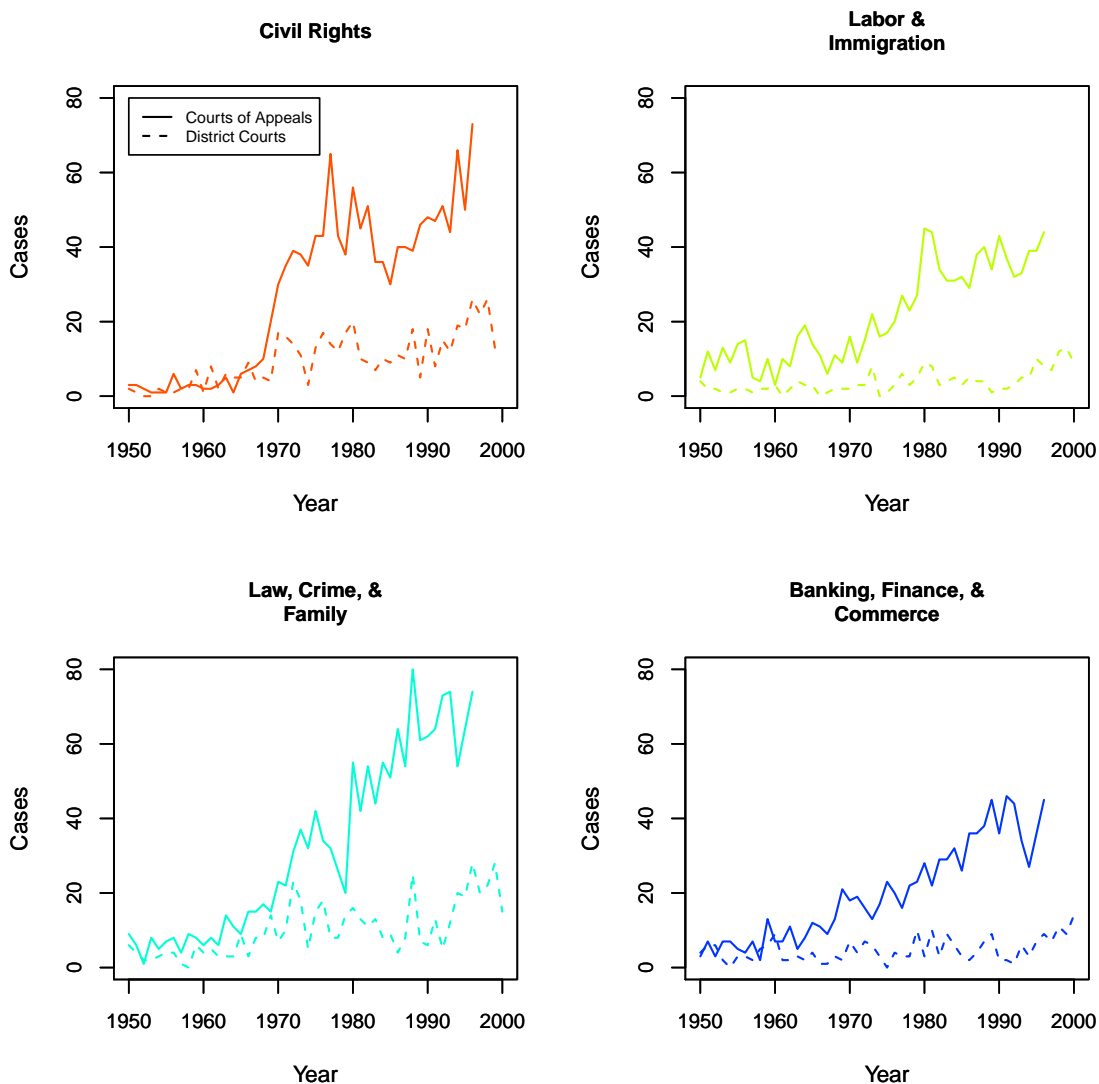 Civil Rights
80
60
40
20
0
Cases
Courts of Appeals
District Courts
1950 1960 1970 1980 1990 2000
Year
Labor &
Immigration
80
60
40
20
0
Cases
1950 1960 1970 1980 1990 2000
Year
Law, Crime, &
Family
80
60
40
20
0
Cases
1950 1960 1970 1980 1990 2000
Year
Banking, Finance, &
Commerce
80
60
40
20
0
Cases
1950 1960 1970 1980 1990 2000
Year